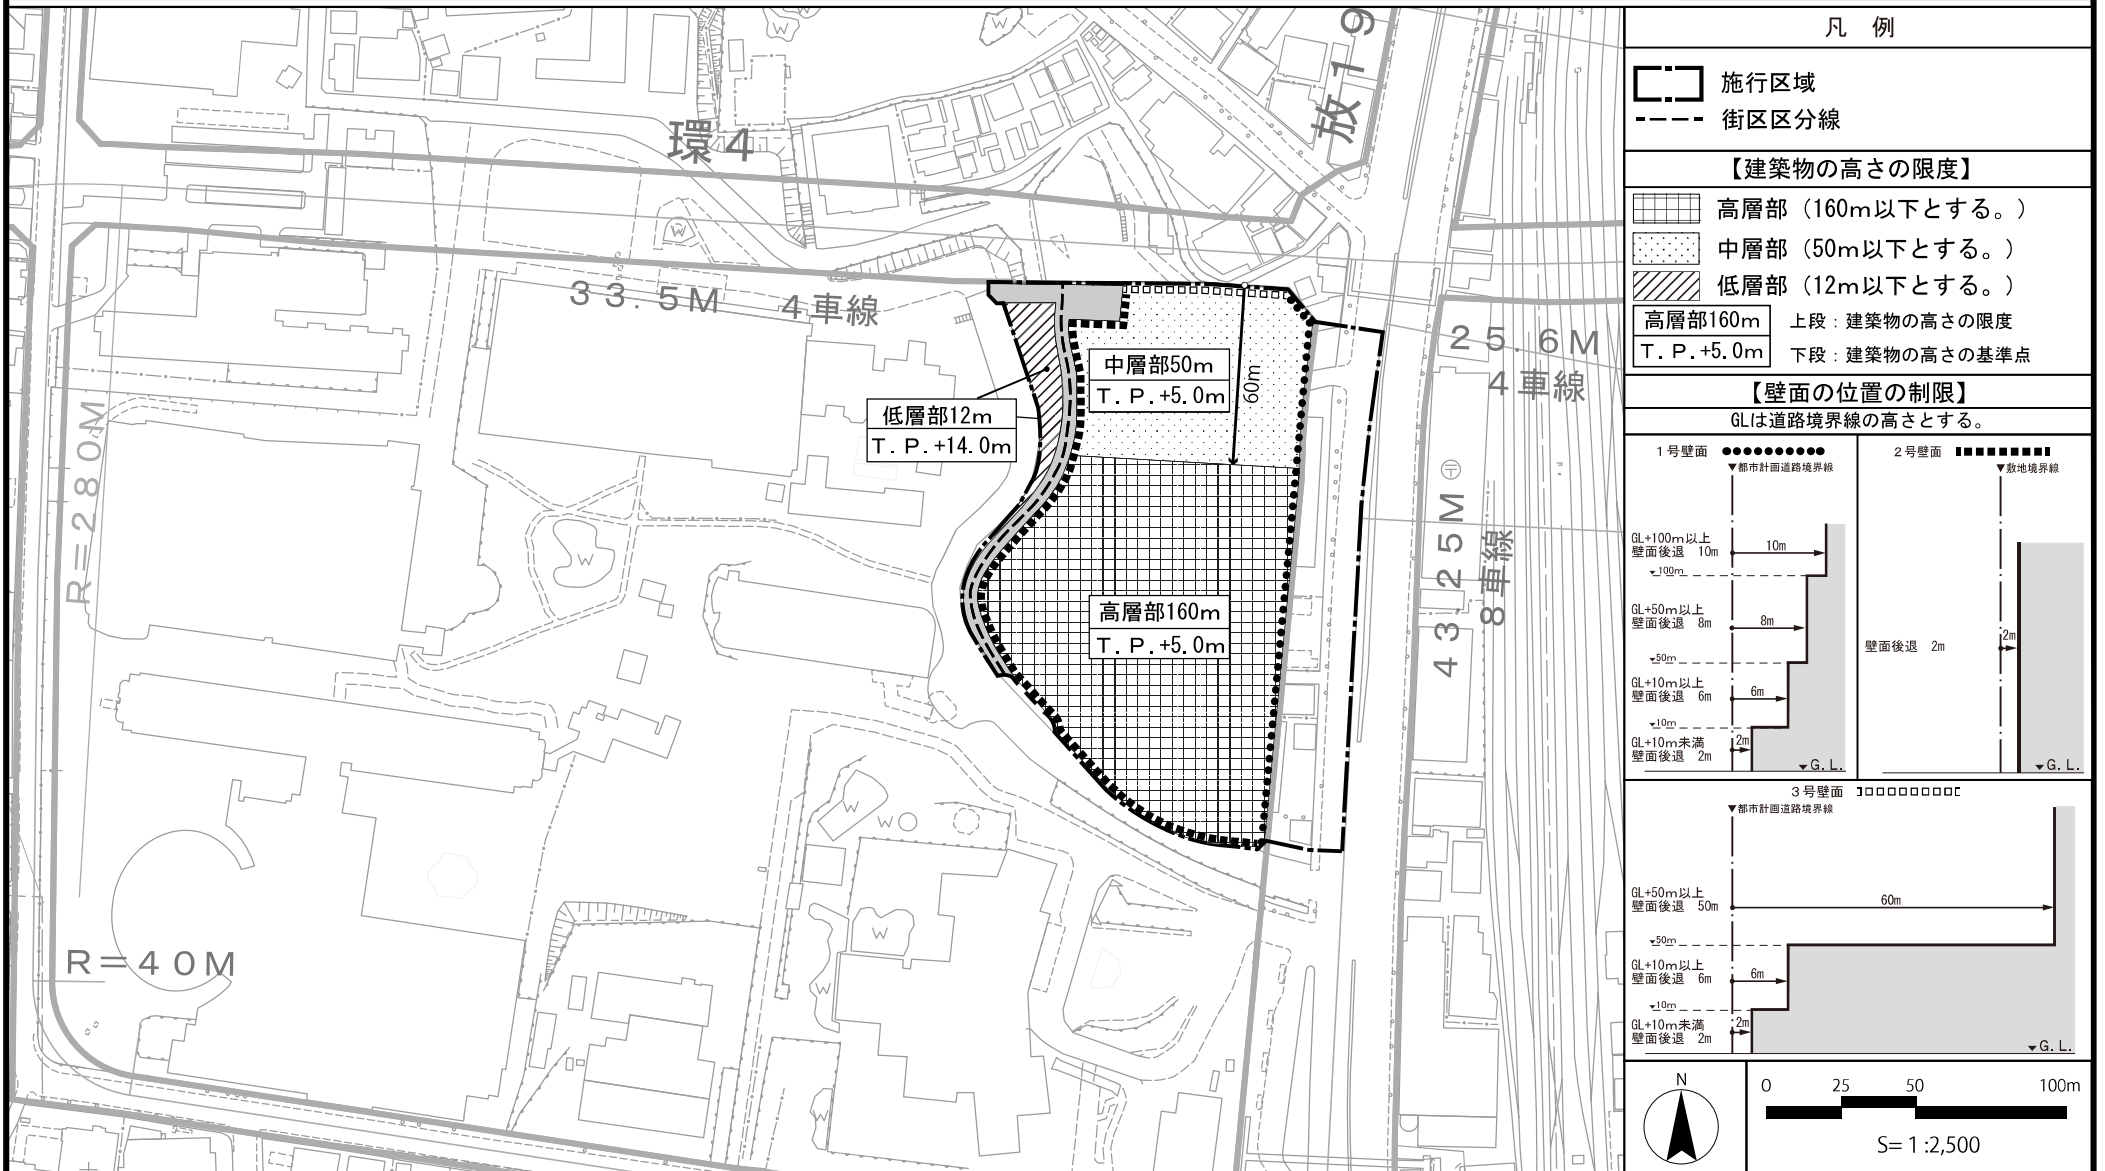 環４
放１９
３３.５Ｍ　４車線
２５.６Ｍ
４車線
Ｒ＝２８０Ｍ
Ｒ＝４０Ｍ
４３２５Ｍ
８車線
W
W
W
W
W
W
W
W
W
W
中層部50m
T.P.+5.0m
60m
低層部12m
T.P.+14.0m
高層部160m
T.P.+5.0m
凡　例
施行区域
街区区分線
【建築物の高さの限度】
高層部（160m以下とする。）
中層部（50m以下とする。）
低層部（12m以下とする。）
高層部160m　上段：建築物の高さの限度
T.P.+5.0m　下段：建築物の高さの基準点
【壁面の位置の制限】
GLは道路境界線の高さとする。
1号壁面
▼都市計画道路境界線
GL+100m以上
壁面後退　10m
10m
▼100m
GL+50m以上
壁面後退　8m
8m
▼50m
GL+10m以上
壁面後退　6m
6m
▼10m
GL+10m未満
壁面後退　2m
2m
▼G.L.
2号壁面
▼敷地境界線
壁面後退　2m
2m
▼G.L.
3号壁面
▼都市計画道路境界線
GL+50m以上
壁面後退　50m
60m
▼50m
GL+10m以上
壁面後退　6m
6m
▼10m
GL+10m未満
壁面後退　2m
2m
▼G.L.
N
0　25　50　100m
S=1:2,500